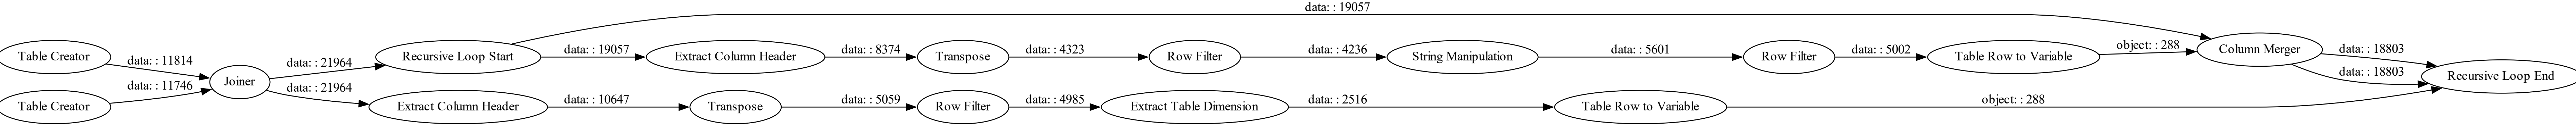 data: : 19057
Table Creator
data: : 11814
Joiner
data: : 21964
Recursive Loop Start
data: : 19057
Extract Column Header
data: : 8374
Transpose
data: : 4323
Row Filter
data: : 4236
String Manipulation
data: : 5601
Row Filter
data: : 5002
Table Row to Variable
object: : 288
Column Merger
data: : 18803
data: : 18803
Recursive Loop End
Table Creator
data: : 11746
data: : 21964
Extract Column Header
data: : 10647
Transpose
data: : 5059
Row Filter
data: : 4985
Extract Table Dimension
data: : 2516
Table Row to Variable
object: : 288